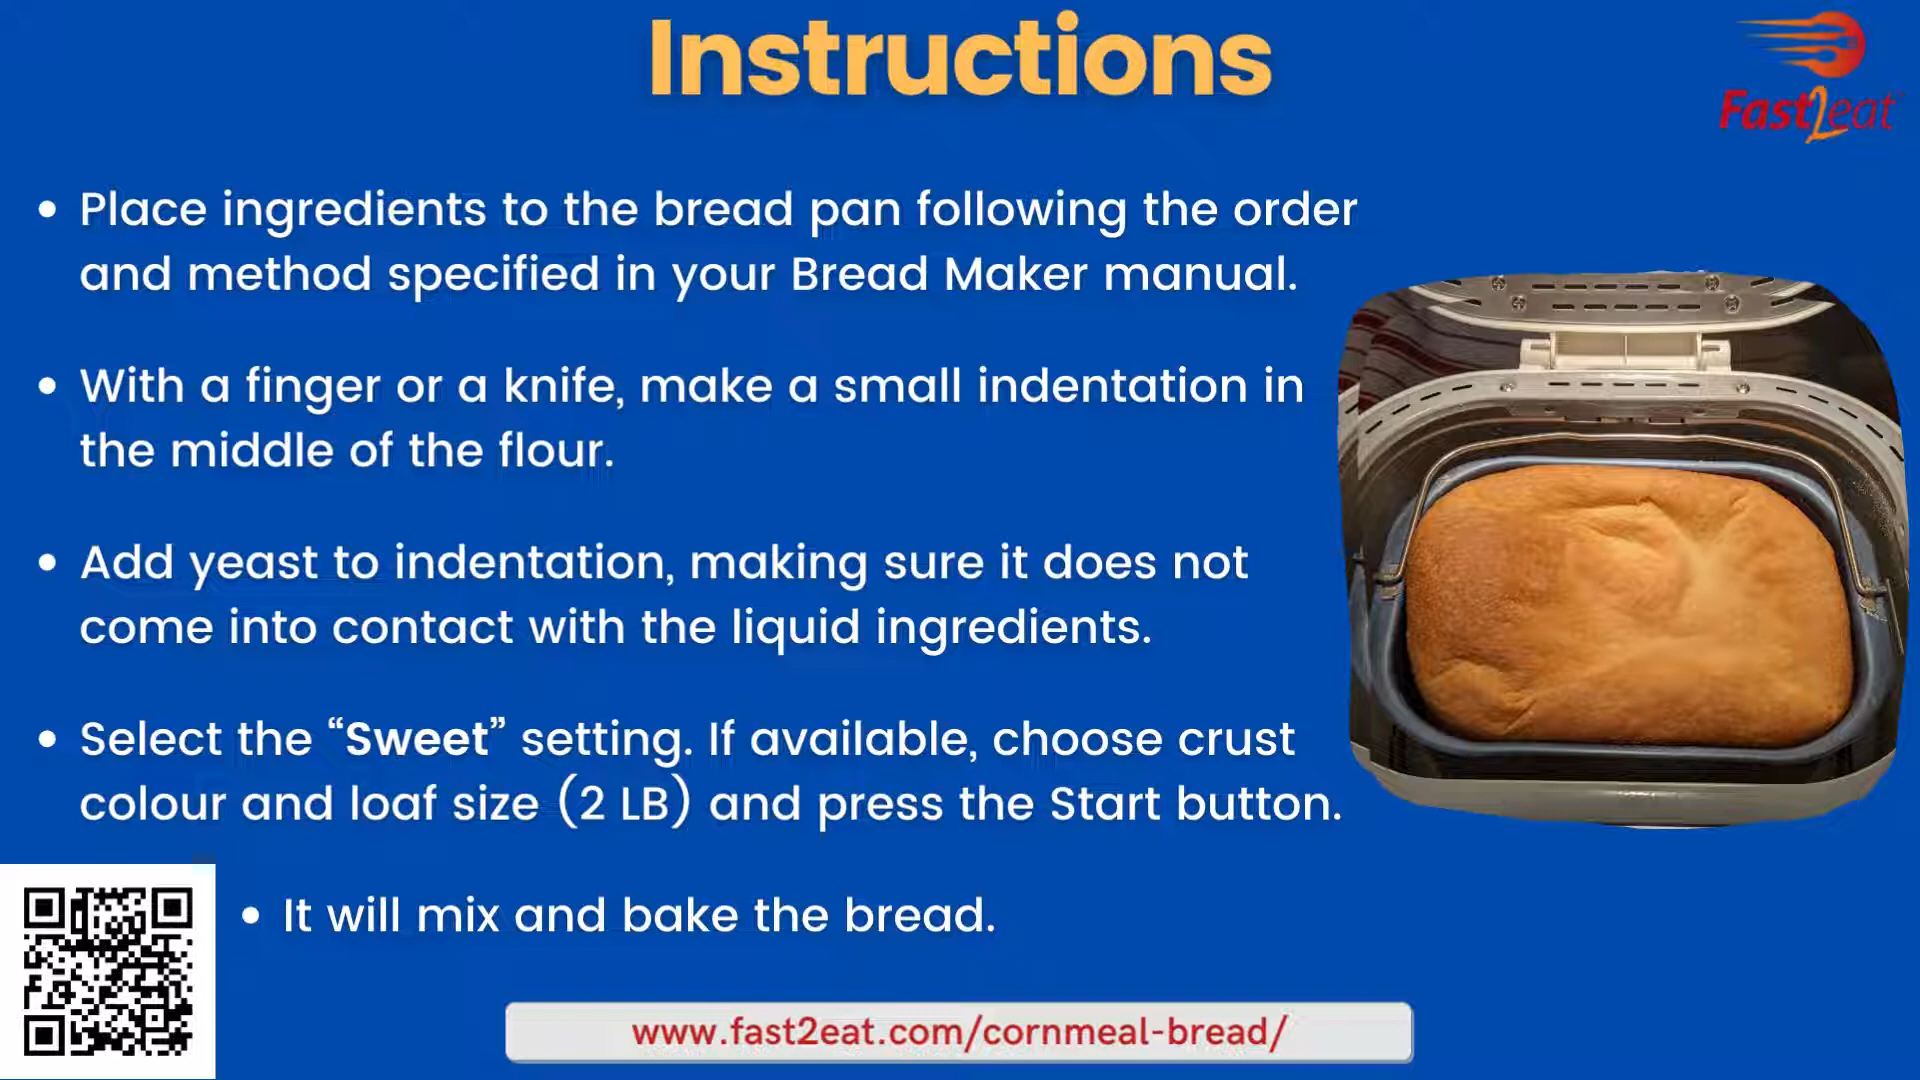 Instructions
Fast2eat
• Place ingredients to the bread pan following the order
and method specified in your Bread Maker manual.
• With a finger or a knife, make a small indentation in
the middle of the flour.
• Add yeast to indentation, making sure it does not
come into contact with the liquid ingredients.
• Select the “Sweet” setting. If available, choose crust
colour and loaf size (2 LB) and press the Start button.
• It will mix and bake the bread.
www.fast2eat.com/cornmeal-bread/